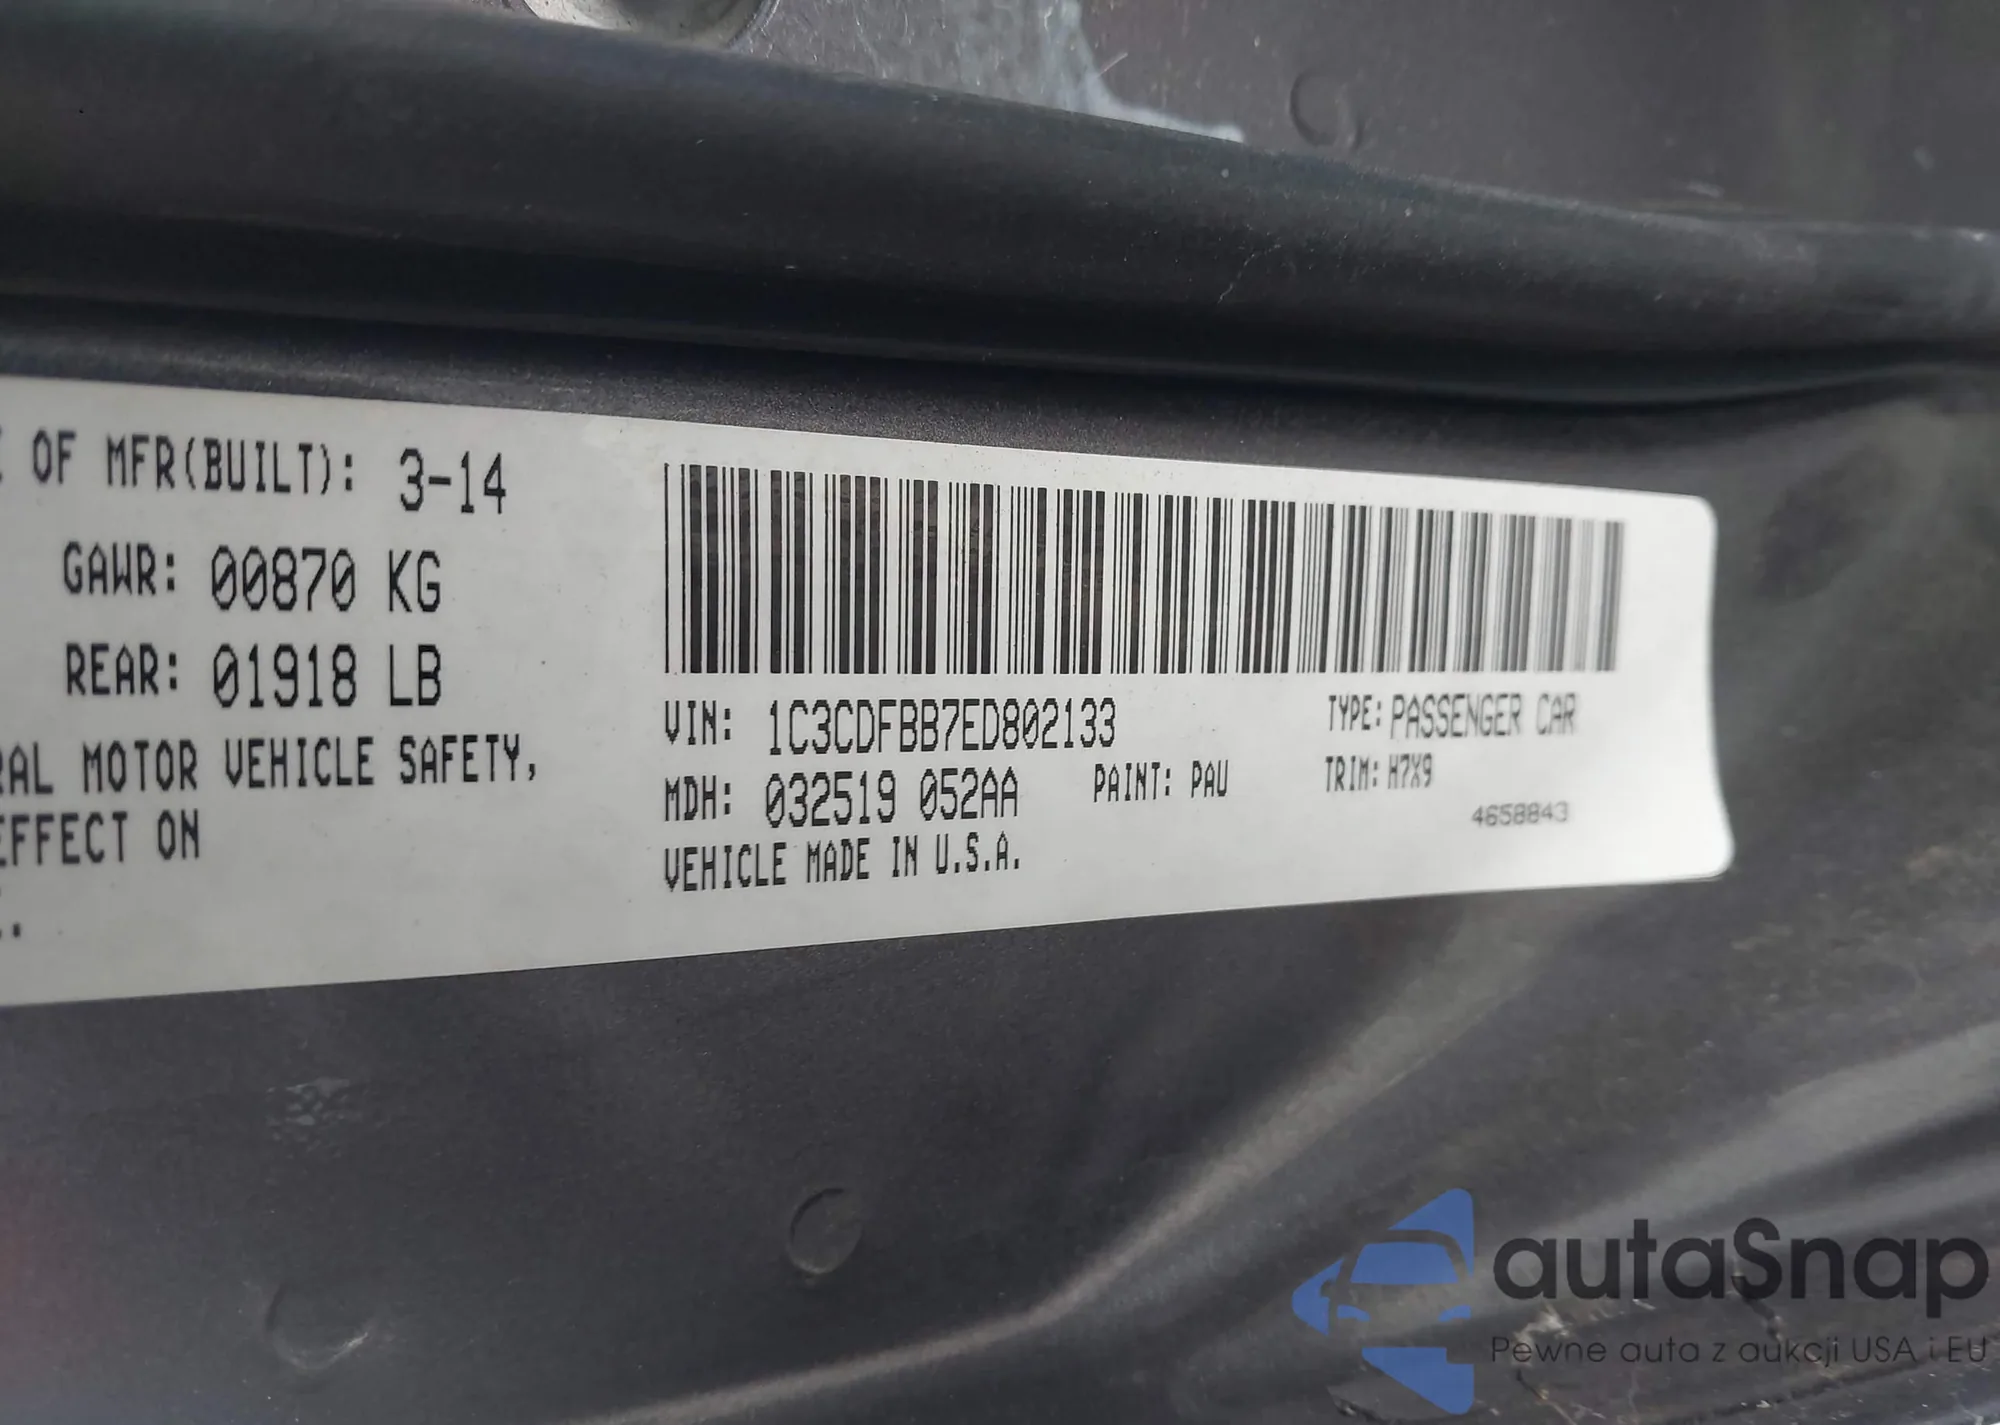 OF MFR(BUILT): 3-14
GAWR: 00870 KG
REAR: 01918 LB
MOTOR VEHICLE SAFETY,
EFFECT ON
VIN: 1C3CDFBB7ED802133
TYPE: PASSENGER CAR
MDH: 032519 052AA
PAINT: PAU
TRIM: H7X9
4658843
VEHICLE MADE IN U.S.A.
autaSnap
Pewne auta z aukcji USA i EU